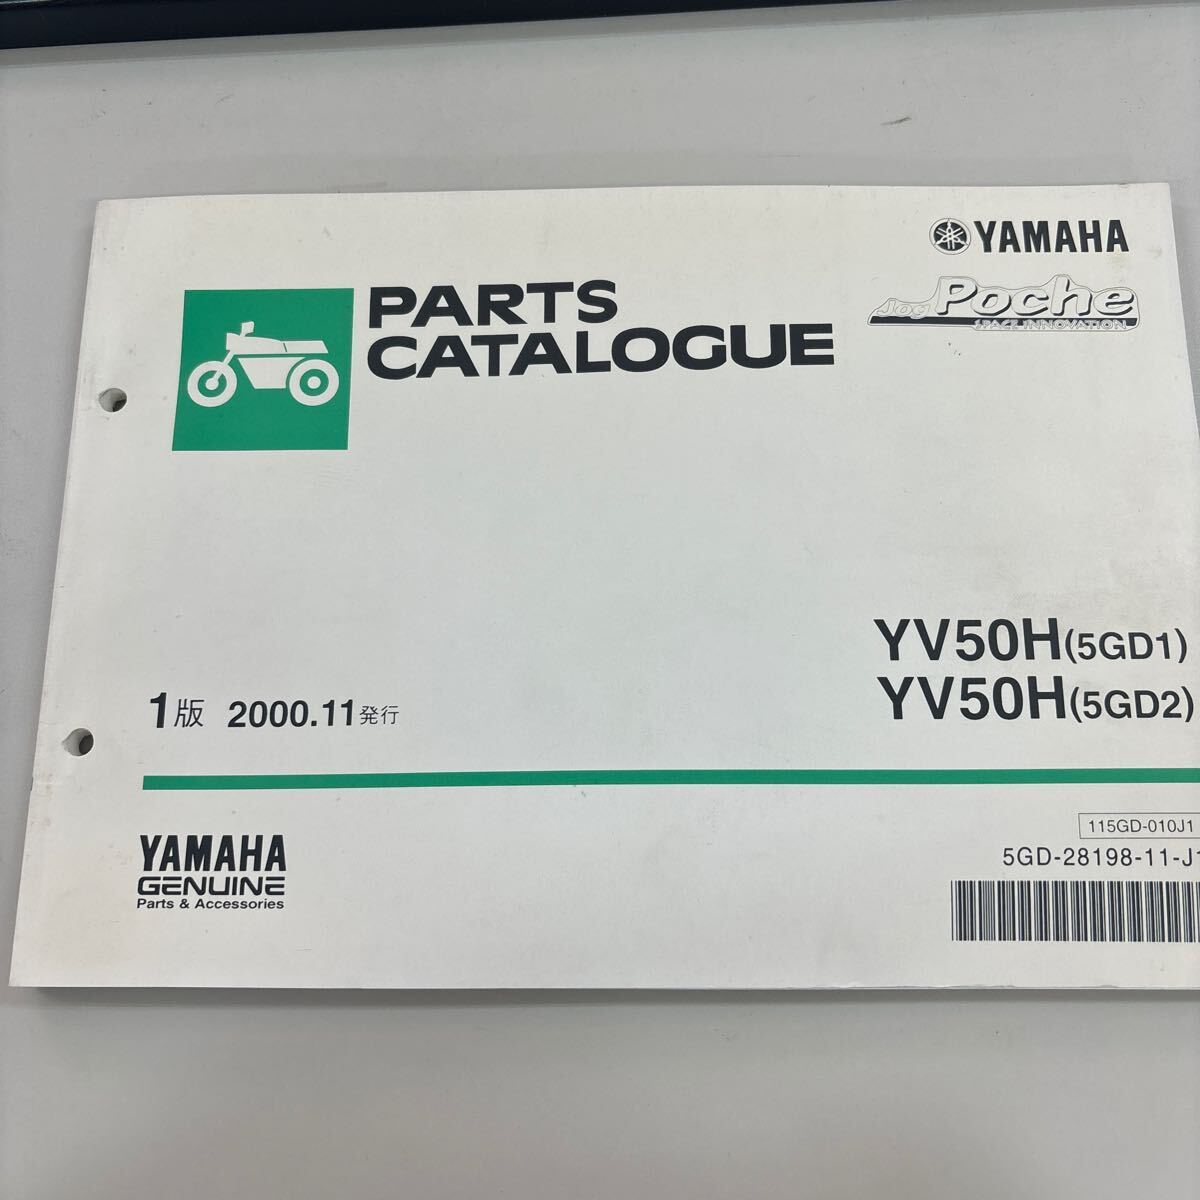 YAMAHA
Jog Poche
SPACE INNOVATION
PARTS
CATALOGUE
YV50H(5GD1)
YV50H(5GD2)
1版 2000.11発行
YAMAHA
GENUINE
Parts & Accessories
115GD-010J1
5GD-28198-11-J1